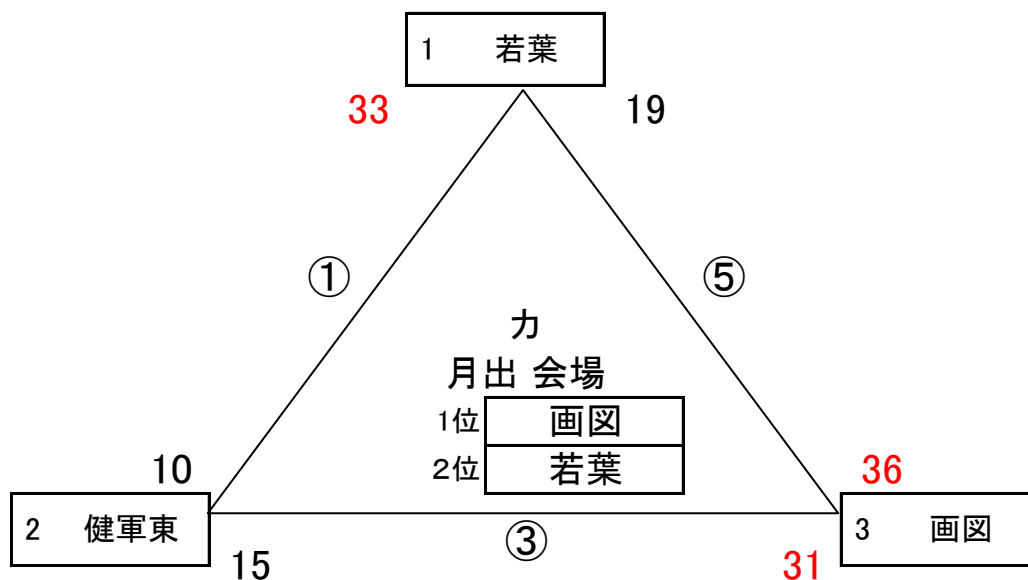 1 若葉
33 19
① ⑤
力
月出 会場
1位 画図
2位 若葉
10 36
2 健軍東 3 画図
③
15 31